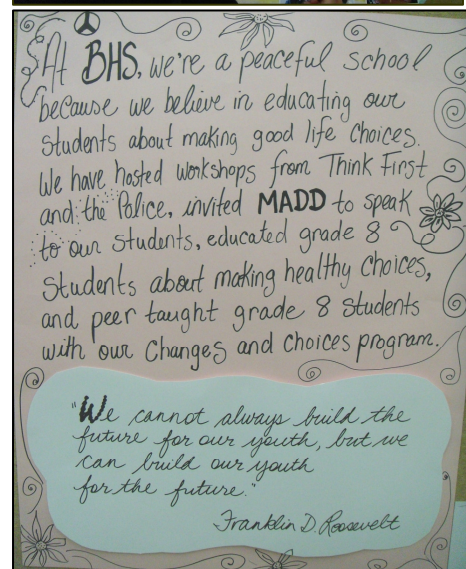 At BHS, we're a peaceful school
because we believe in educating our
students about making good life choices.
We have hosted workshops from Think First
and the Police, invited MADD to speak
to our students, educated grade 8
students about making healthy choices,
and peer taught grade 8 students
with our Changes and Choices program.
"We cannot always build the
future for our youth, but we
can build our youth
for the future."
Franklin D. Roosevelt